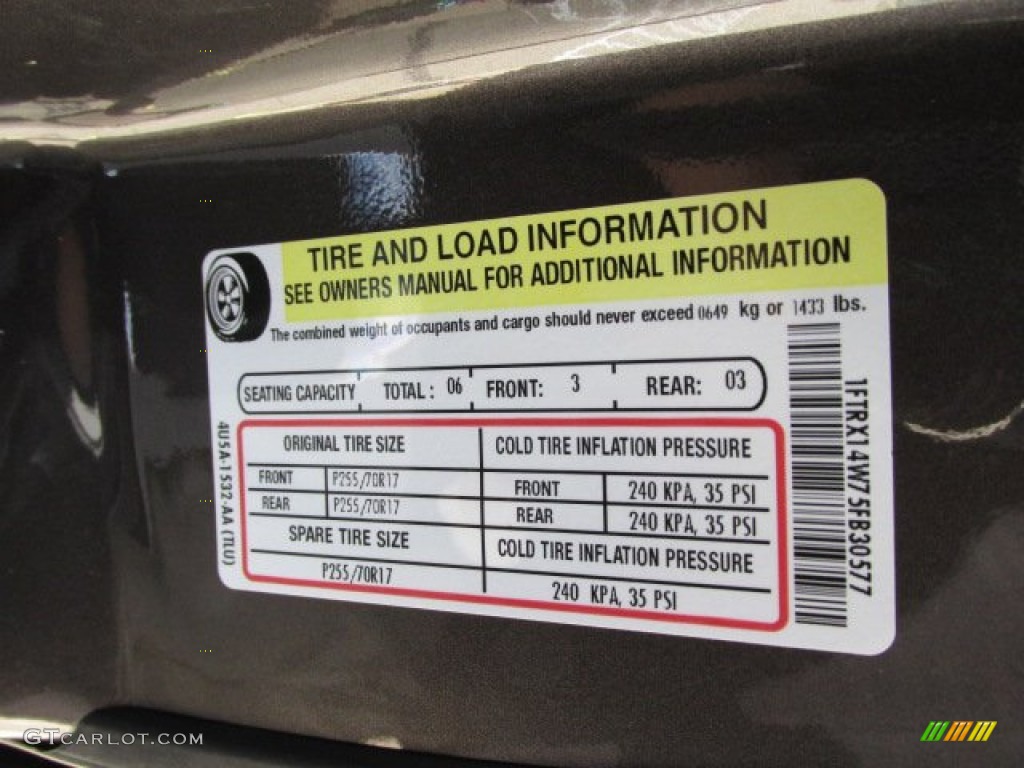 TIRE AND LOAD INFORMATION
SEE OWNERS MANUAL FOR ADDITIONAL INFORMATION
The combined weight of occupants and cargo should never exceed 0649 kg or 1433 lbs.
SEATING CAPACITY TOTAL: 06 FRONT: 3 REAR: 03
ORIGINAL TIRE SIZE COLD TIRE INFLATION PRESSURE
FRONT P255/70R17 FRONT 240 KPA, 35 PSI
REAR P255/70R17 REAR 240 KPA, 35 PSI
SPARE TIRE SIZE COLD TIRE INFLATION PRESSURE
P255/70R17 240 KPA, 35 PSI
4U5A-1532-AA (TLU)
1FTRX14W75FB30577
GTCARLOT.COM